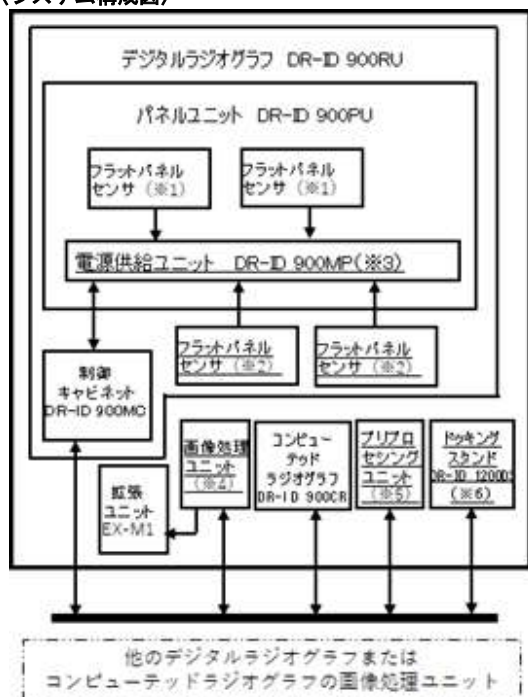 (システム構成図)
デジタルラジオグラフ DR-ID 900RU
パネルユニット DR-ID 900PU
フラットパネル
センサ (※1)
フラットパネル
センサ (※1)
電源供給ユニット DR-ID 900MP(※3)
フラットパネル
センサ (※2)
フラットパネル
センサ (※2)
制御
キャビネット
DR-ID 900MC
拡張
ユニット
EX-M1
画像処理
ユニット
(※4)
コンピュー
テッド
ラジオグラフ
DR-ID 900CR
プリプロ
セシング
ユニット
(※5)
ドッキング
スタンド
DR-ID 1200DS
(※6)
他のデジタルラジオグラフまたは
コンピューテッドラジオグラフの画像処理ユニット